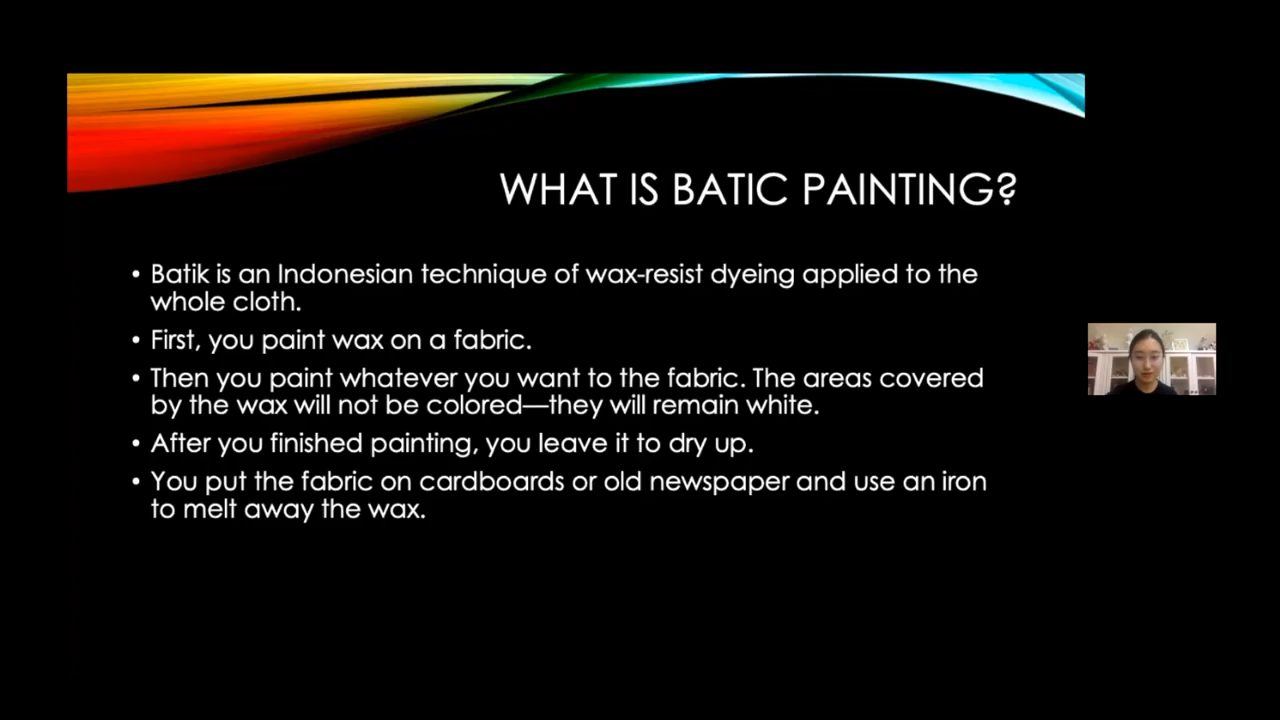 WHAT IS BATIC PAINTING?
• Batik is an Indonesian technique of wax-resist dyeing applied to the
whole cloth.
• First, you paint wax on a fabric.
• Then you paint whatever you want to the fabric. The areas covered
by the wax will not be colored—they will remain white.
• After you finished painting, you leave it to dry up.
• You put the fabric on cardboards or old newspaper and use an iron
to melt away the wax.